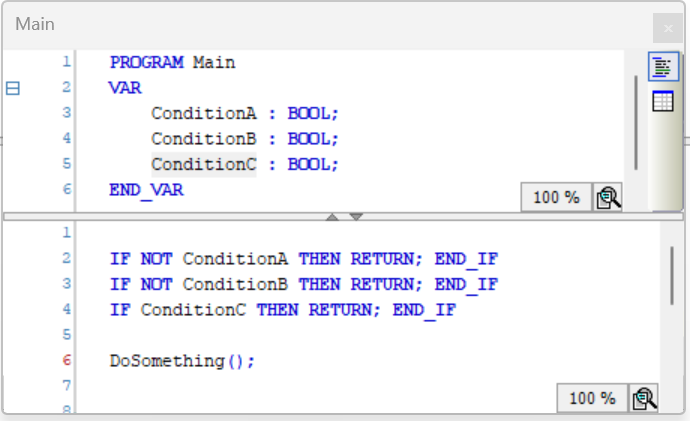 Main
1 PROGRAM Main
2 VAR
3 ConditionA : BOOL;
4 ConditionB : BOOL;
5 ConditionC : BOOL;
6 END_VAR
100 %
1
2 IF NOT ConditionA THEN RETURN; END_IF
3 IF NOT ConditionB THEN RETURN; END_IF
4 IF ConditionC THEN RETURN; END_IF
5
6 DoSomething();
7
8
100 %